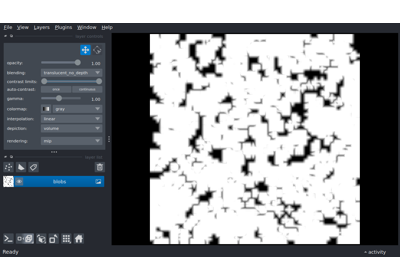 File View Layers Plugins Window Help
opacity: 1.00
blending: translucent_no_depth
contrast limits:
auto-contrast: once continuous
gamma: 1.00
colormap: gray
interpolation: linear
depiction: volume
rendering: mip
blobs
Ready activity